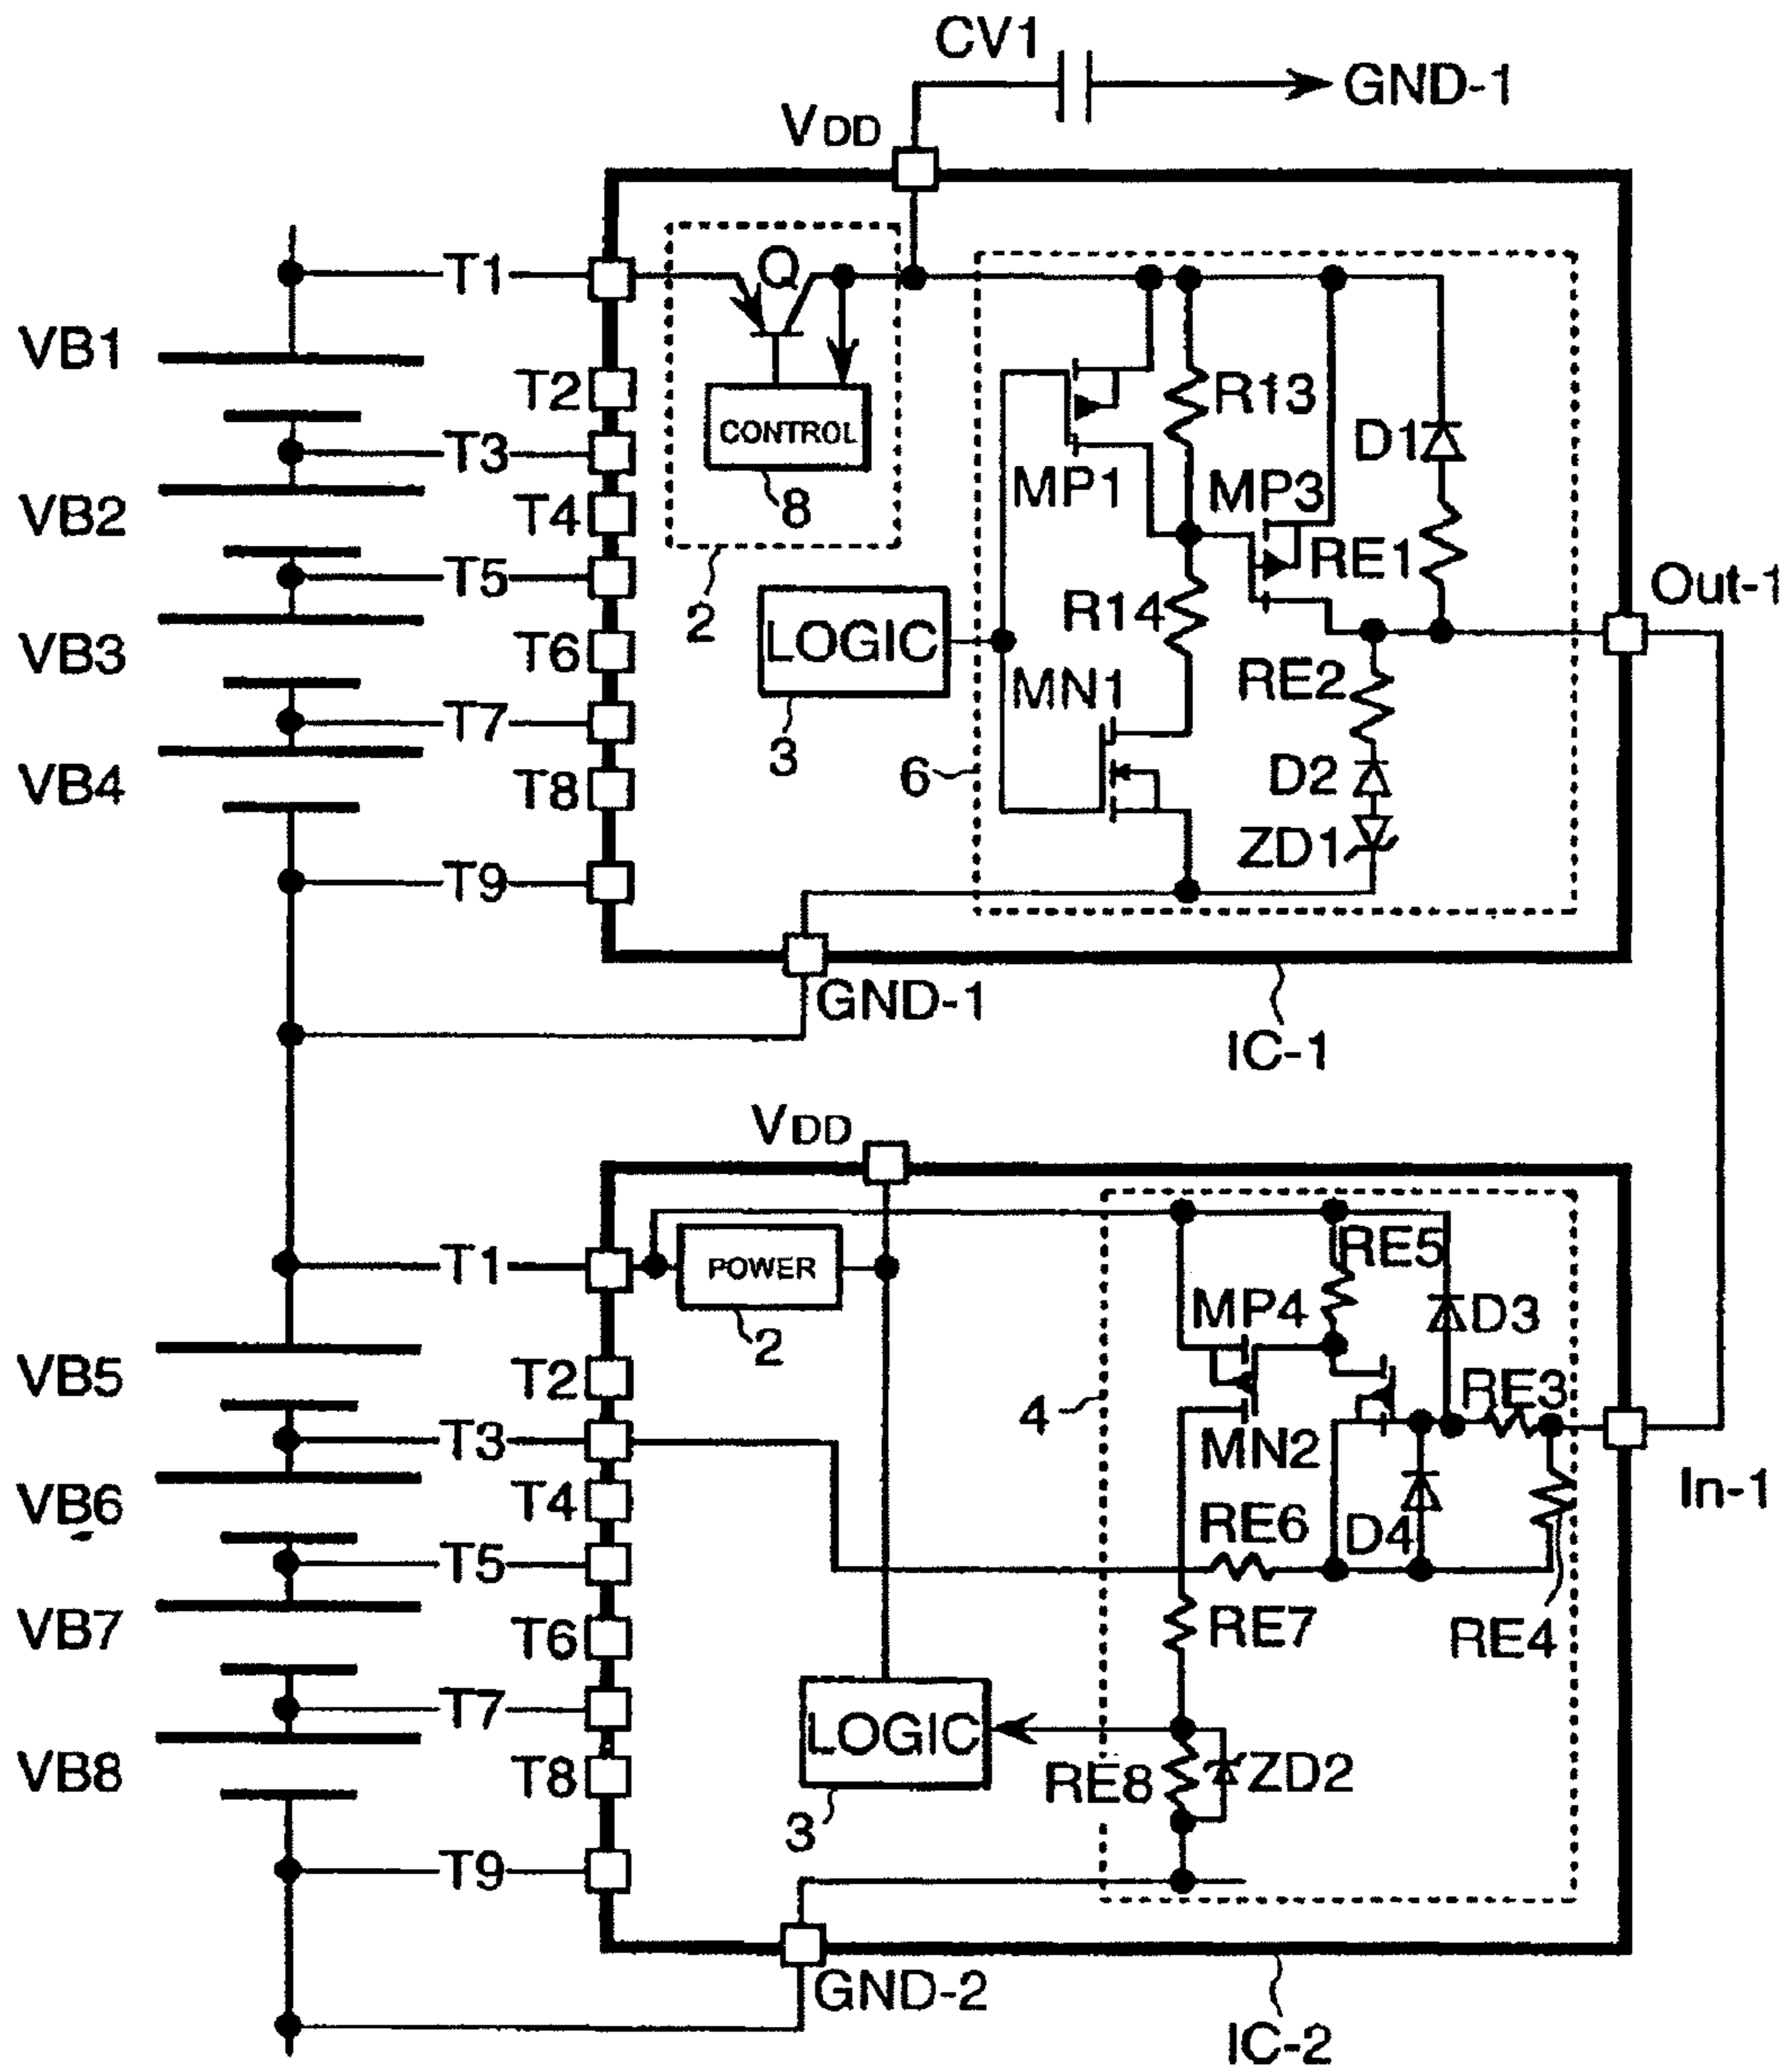 CV1
GND-1
VDD
T1
Q
VB1
T2
R13
D1
CONTROL
T3
MP1
MP3
8
VB2
T4
RE1
T5
Out-1
2
R14
LOGIC
VB3
T6
RE2
MN1
T7
3
6
D2
VB4
T8
ZD1
T9
GND-1
IC-1
VDD
RE5
T1
POWER
MP4
D3
2
VB5
T2
RE3
4
T3
MN2
In-1
VB6
T4
RE6
D4
T5
VB7
T6
RE7
RE4
T7
LOGIC
VB8
T8
RE8
ZD2
3
T9
GND-2
IC-2